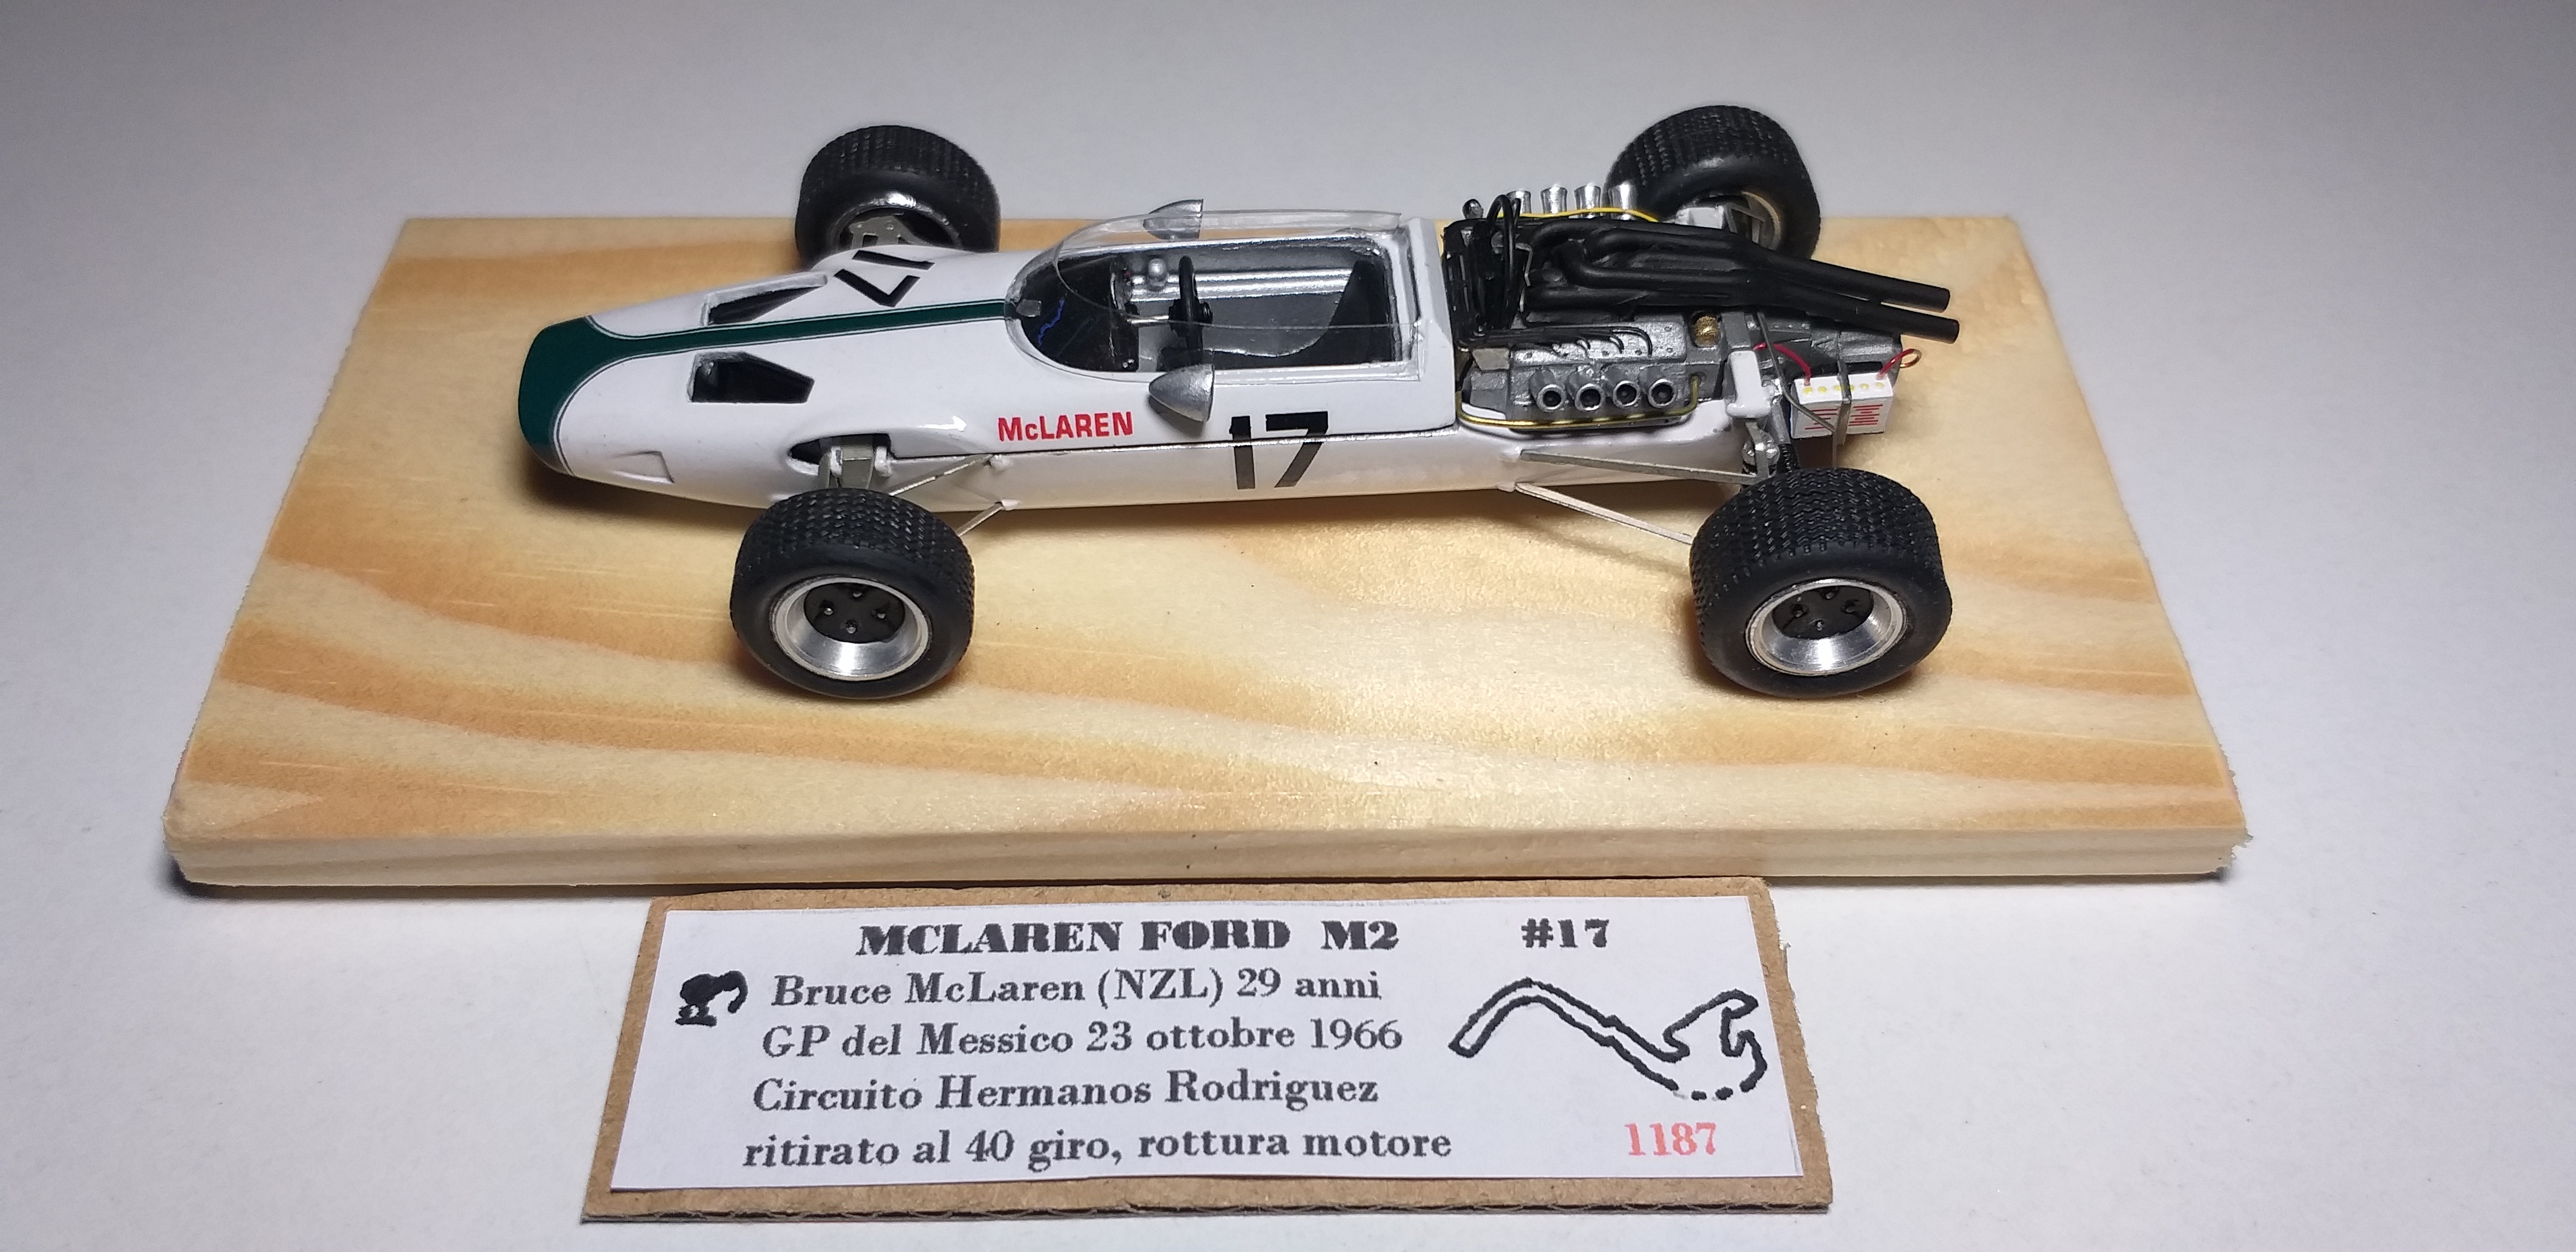 17
McLAREN
17
MCLAREN FORD M2 #17
Bruce McLaren (NZL) 29 anni
GP del Messico 23 ottobre 1966
Circuito Hermanos Rodriguez
ritirato al 40 giro, rottura motore
1187